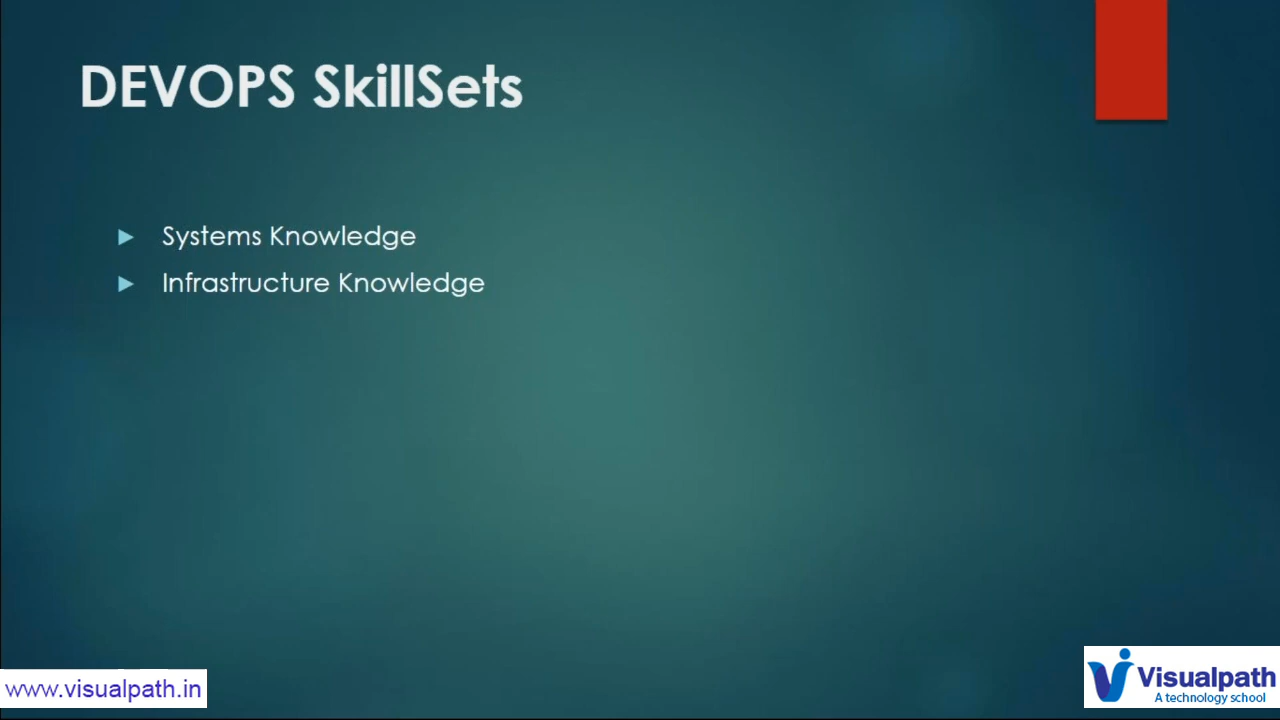 DEVOPS SkillSets
Systems Knowledge
Infrastructure Knowledge
www.visualpath.in
Visualpath
A technology school